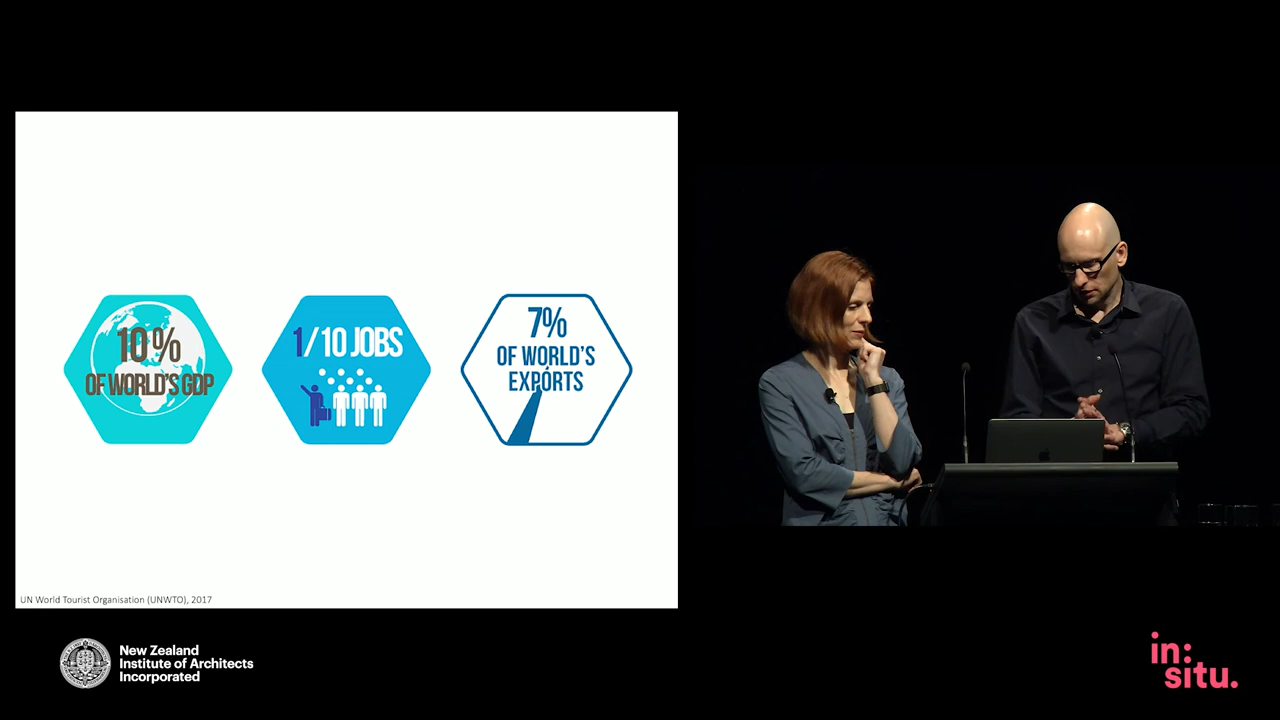 10%
OF WORLD'S GDP
1/10 JOBS
7%
OF WORLD'S
EXPORTS
UN World Tourist Organisation (UNWTO), 2017
New Zealand
Institute of Architects
Incorporated
in:
situ.